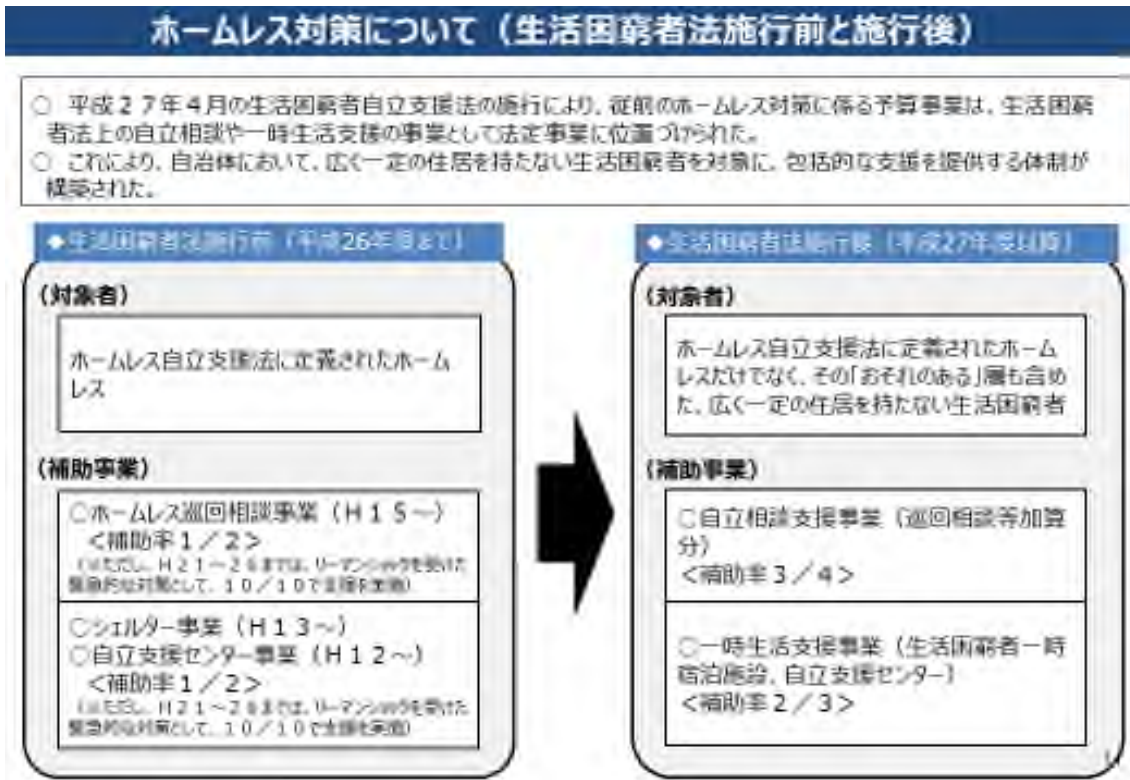 ホームレス対策について（生活困窮者法施行前と施行後）
○ 平成27年4月の生活困窮者自立支援法の施行により、従前のホームレス対策に係る予算事業は、生活困窮
者法上の自立相談や一時生活支援の事業として法定事業に位置づけられた。
○ これにより、自治体において、広く一定の住居を持たない生活困窮者を対象に、包括的な支援を提供する体制が
構築された。
◆生活困窮者法施行前（平成26年度まで）
（対象者）
ホームレス自立支援法に定義されたホーム
レス
（補助事業）
○ホームレス巡回相談事業（H15～）
＜補助率1／2＞
（※ただし、H21～26までは、リーマンショックを受けた
緊急的な対策として、10／10で支援を実施）
○シェルター事業（H13～）
○自立支援センター事業（H12～）
＜補助率1／2＞
（※ただし、H21～26までは、リーマンショックを受けた
緊急的な対策として、10／10で支援を実施）
◆生活困窮者法施行後（平成27年度以降）
（対象者）
ホームレス自立支援法に定義されたホーム
レスだけでなく、その「おそれのある」層も含め
た、広く一定の住居を持たない生活困窮者
（補助事業）
○自立相談支援事業（巡回相談等加算
分）
＜補助率3／4＞
○一時生活支援事業（生活困窮者一時
宿泊施設、自立支援センター）
＜補助率2／3＞